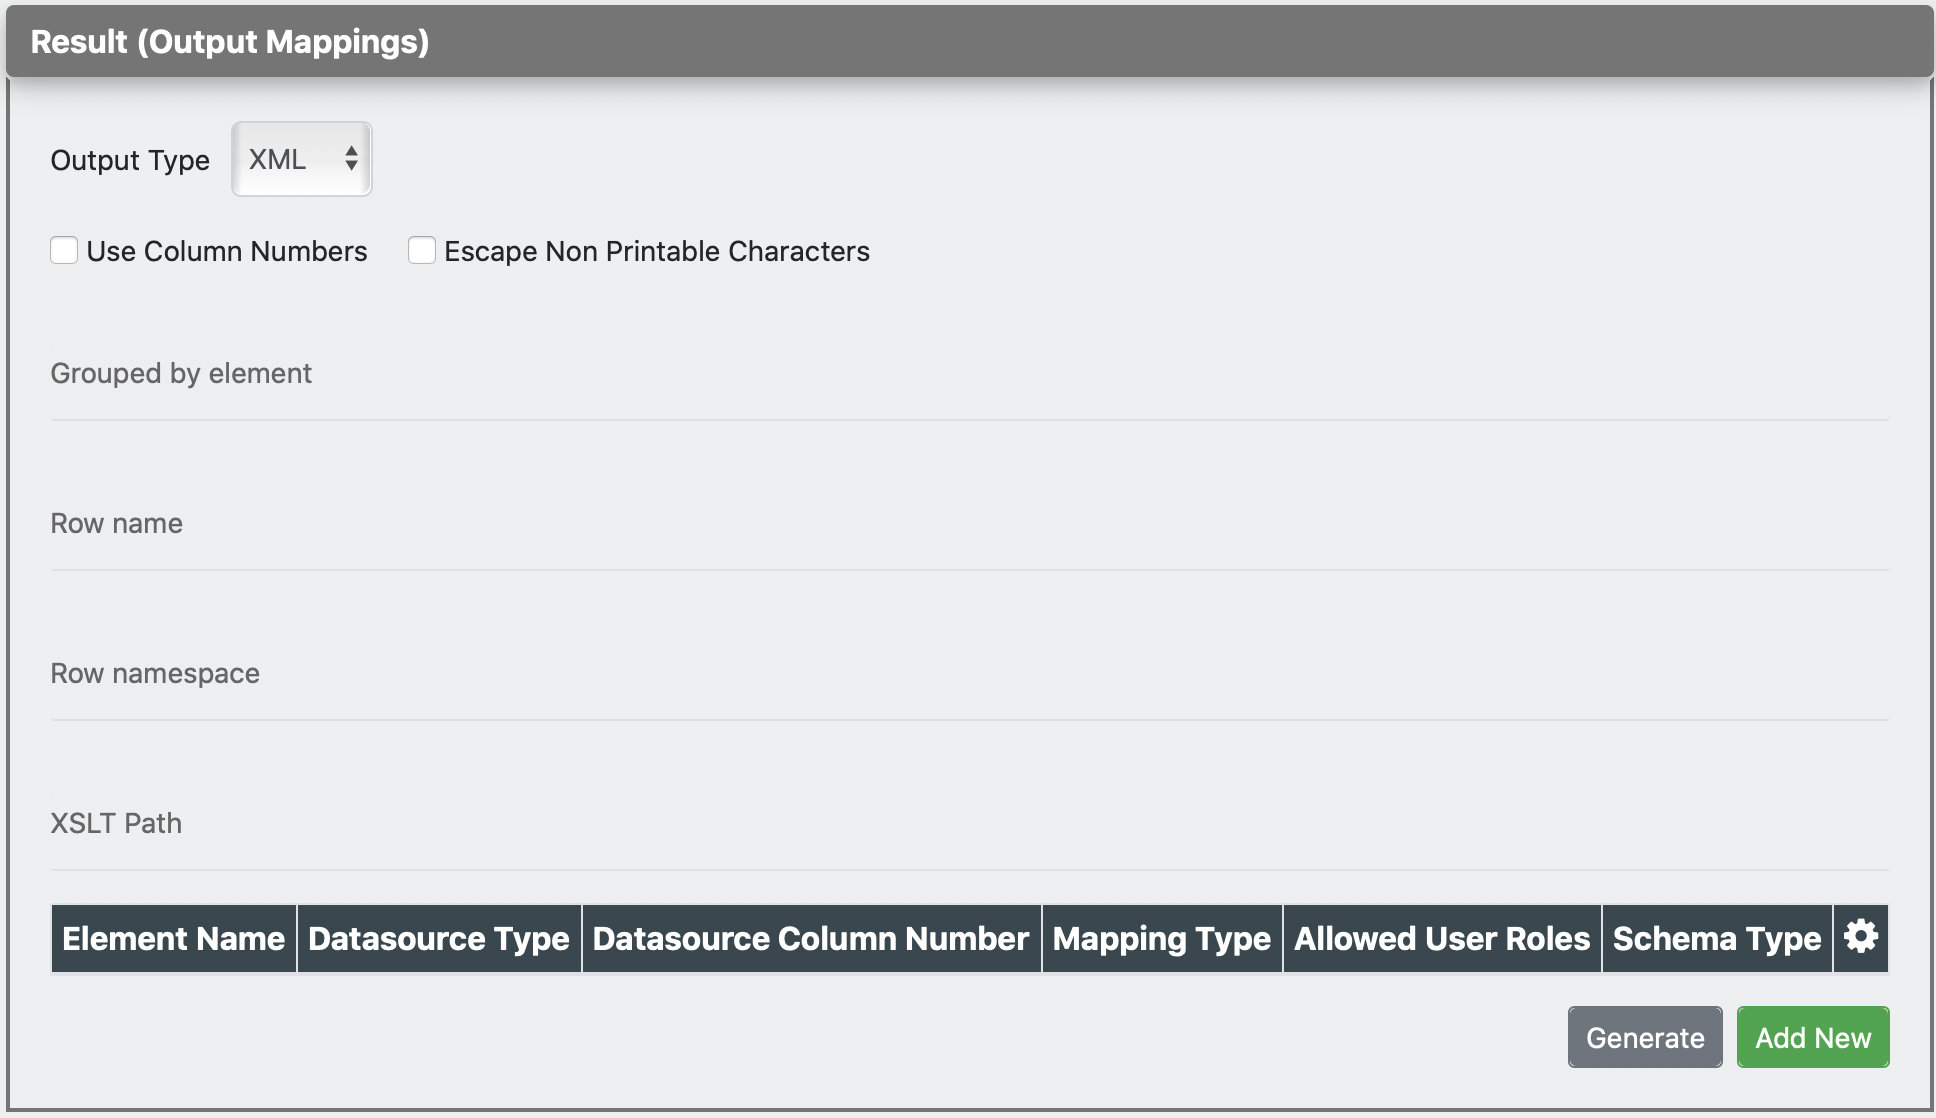 Result (Output Mappings)
Output Type XML
Use Column Numbers Escape Non Printable Characters
Grouped by element
Row name
Row namespace
XSLT Path
Element Name Datasource Type Datasource Column Number Mapping Type Allowed User Roles Schema Type
Generate Add New